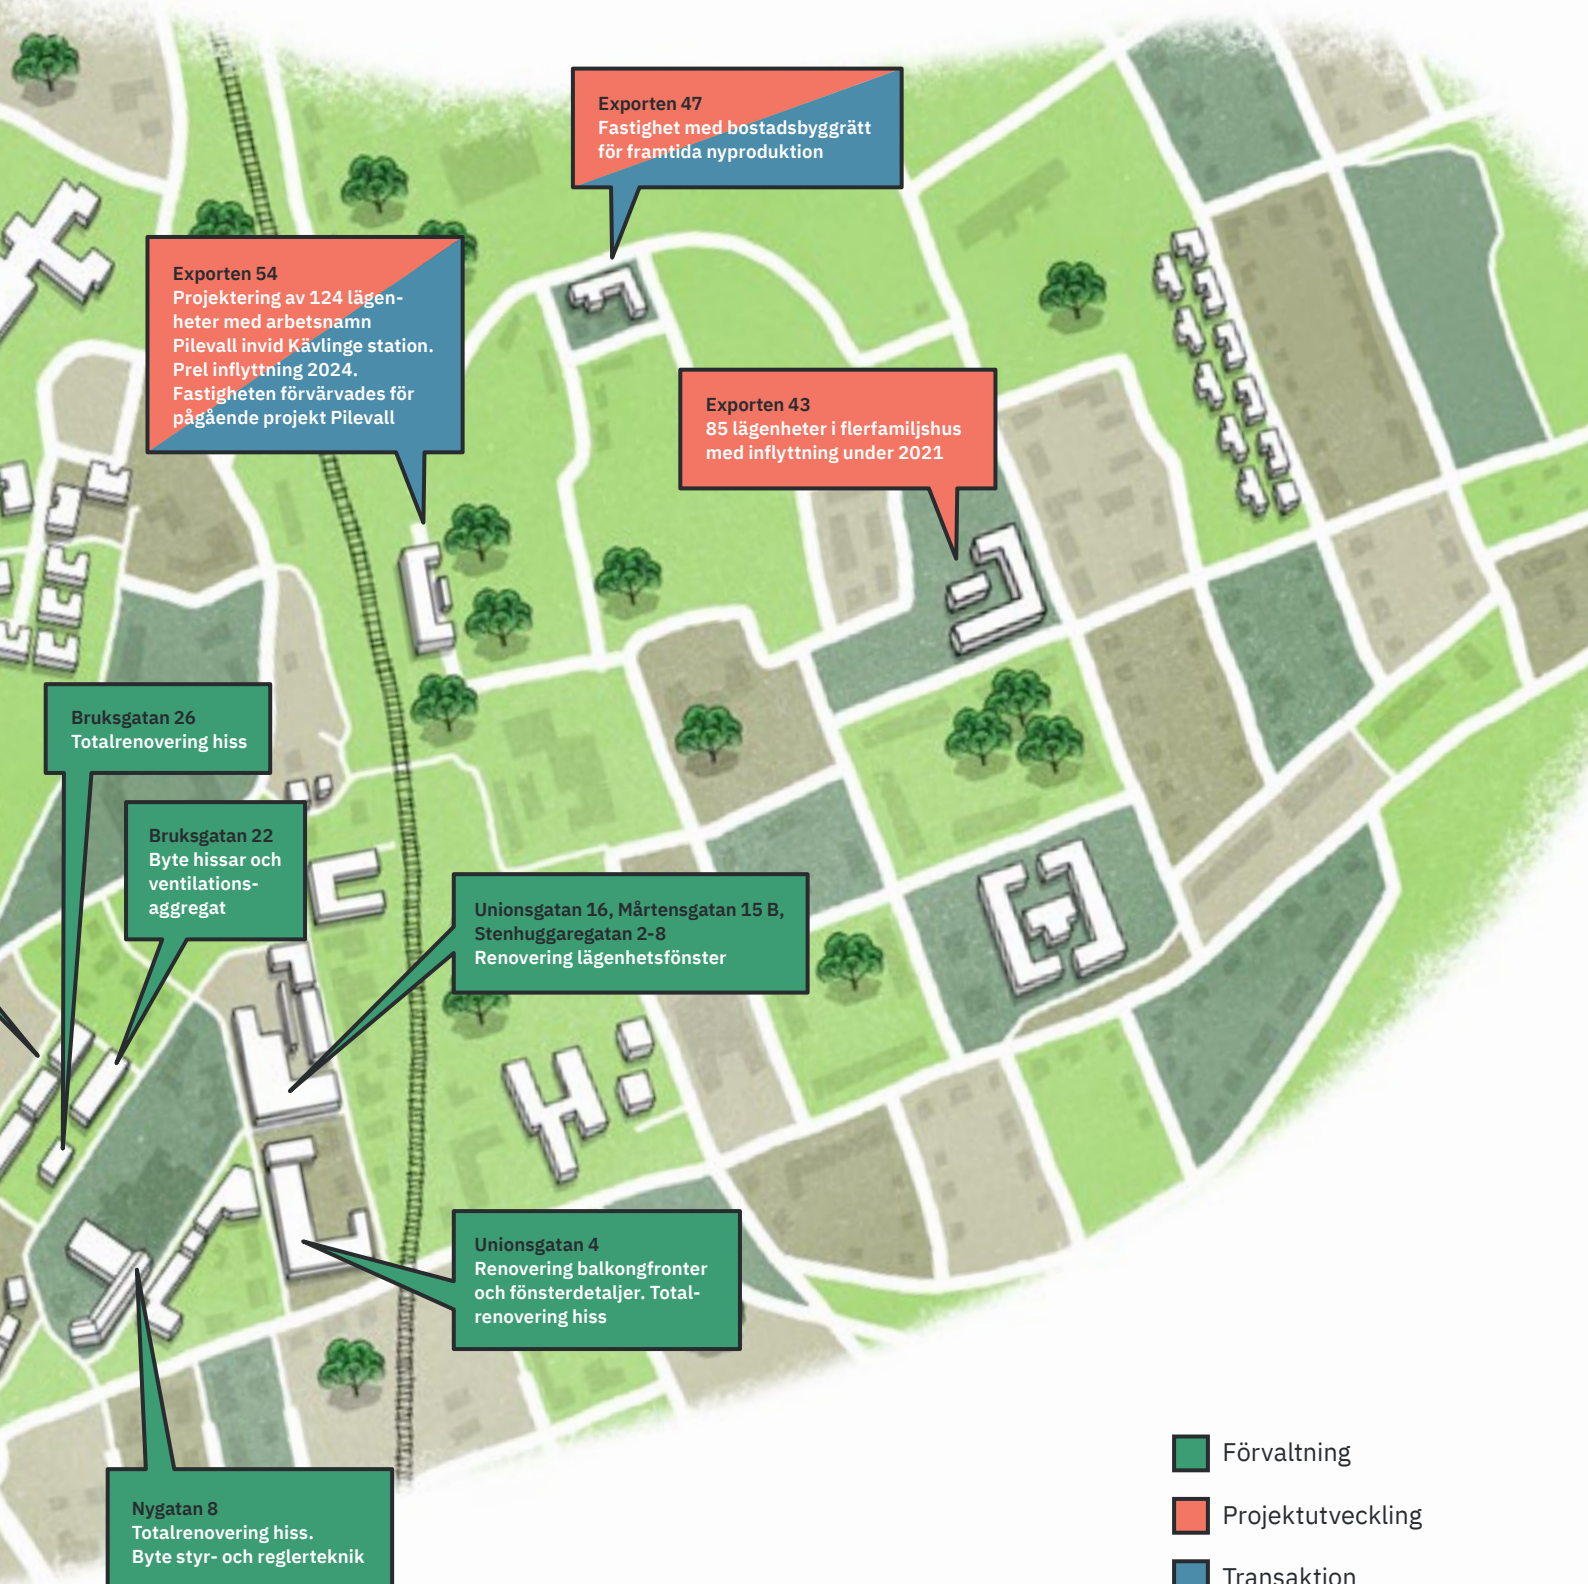 Exporten 47
Fastighet med bostadsbyggrätt
för framtida nyproduktion
Exporten 54
Projektering av 124 lägen-
heter med arbetsnamn
Pilevall invid Kävlinge station.
Prel inflyttning 2024.
Fastigheten förvärvades för
pågående projekt Pilevall
Exporten 43
85 lägenheter i flerfamiljshus
med inflyttning under 2021
Bruksgatan 26
Totalrenovering hiss
Bruksgatan 22
Byte hissar och
ventilations-
aggregat
Unionsgatan 16, Mårtensgatan 15 B,
Stenhuggaregatan 2-8
Renovering lägenhetsfönster
Unionsgatan 4
Renovering balkongfronter
och fönsterdetaljer. Total-
renovering hiss
Nygatan 8
Totalrenovering hiss.
Byte styr- och reglerteknik
Förvaltning
Projektutveckling
Transaktion